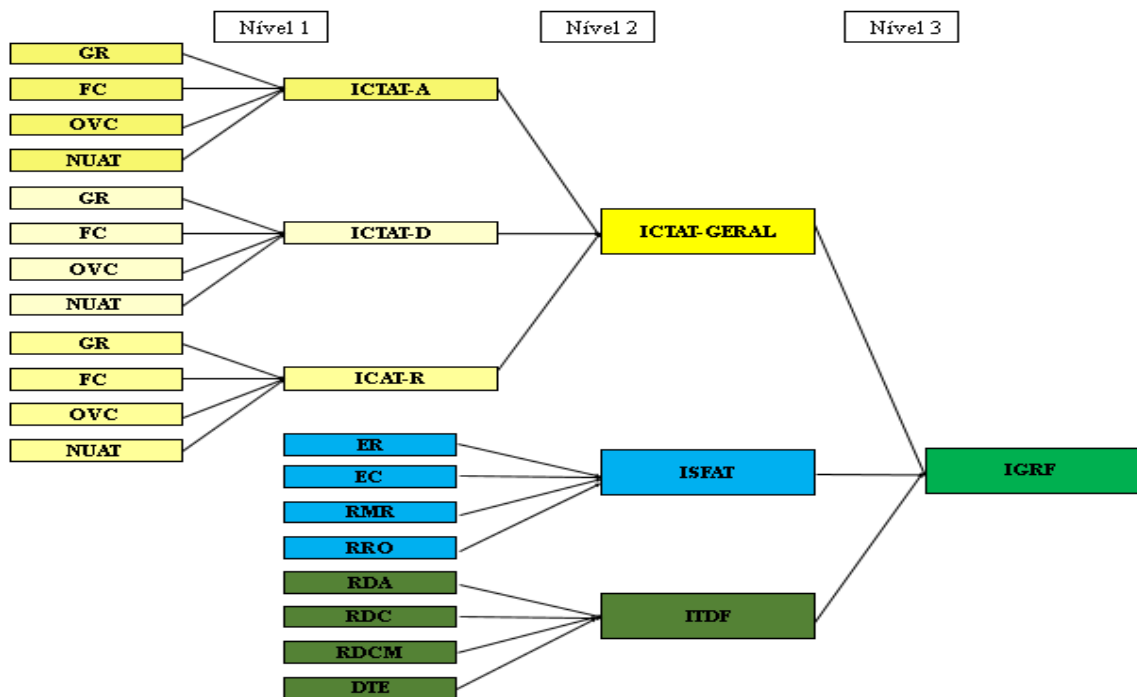 Nível 1
Nível 2
Nível 3
GR
FC
OVC
NUAT
ICTAT-A
GR
FC
OVC
NUAT
ICTAT-D
ICTAT-GERAL
GR
FC
OVC
NUAT
ICAT-R
ER
EC
RMR
RRO
ISFAT
IGRF
RDA
RDC
RDCM
DTE
ITDF